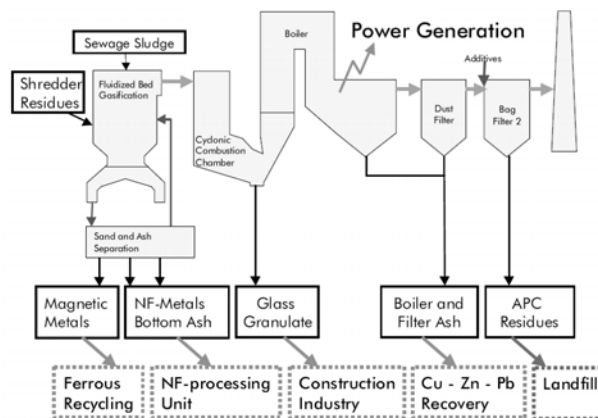 Sewage Sludge
Boiler
Power Generation
Shredder
Residues
Fluidized Bed
Gasification
Additives
Dust
Filter
Bag
Filter 2
Cyclonic
Combustion
Chamber
Sand and Ash
Separation
Magnetic
Metals
NF-Metals
Bottom Ash
Glass
Granulate
Boiler and
Filter Ash
APC
Residues
Ferrous
Recycling
NF-processing
Unit
Construction
Industry
Cu - Zn - Pb
Recovery
Landfill